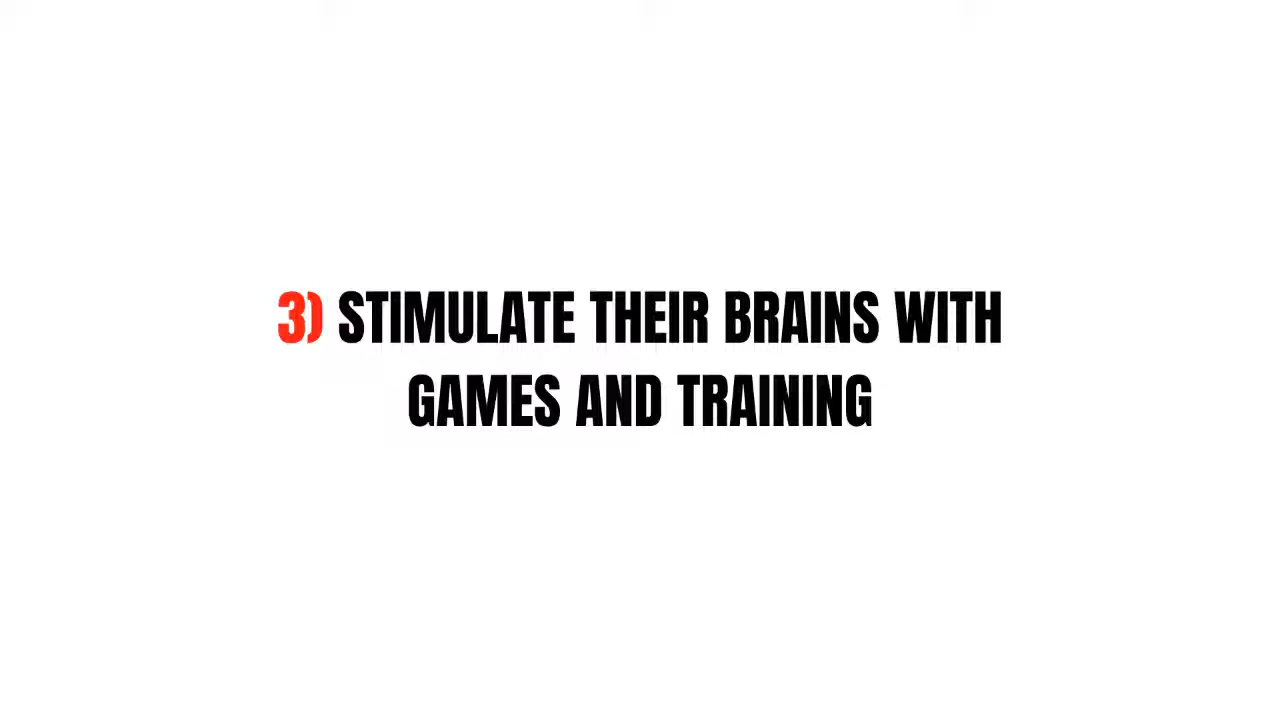 3) STIMULATE THEIR BRAINS WITH
GAMES AND TRAINING